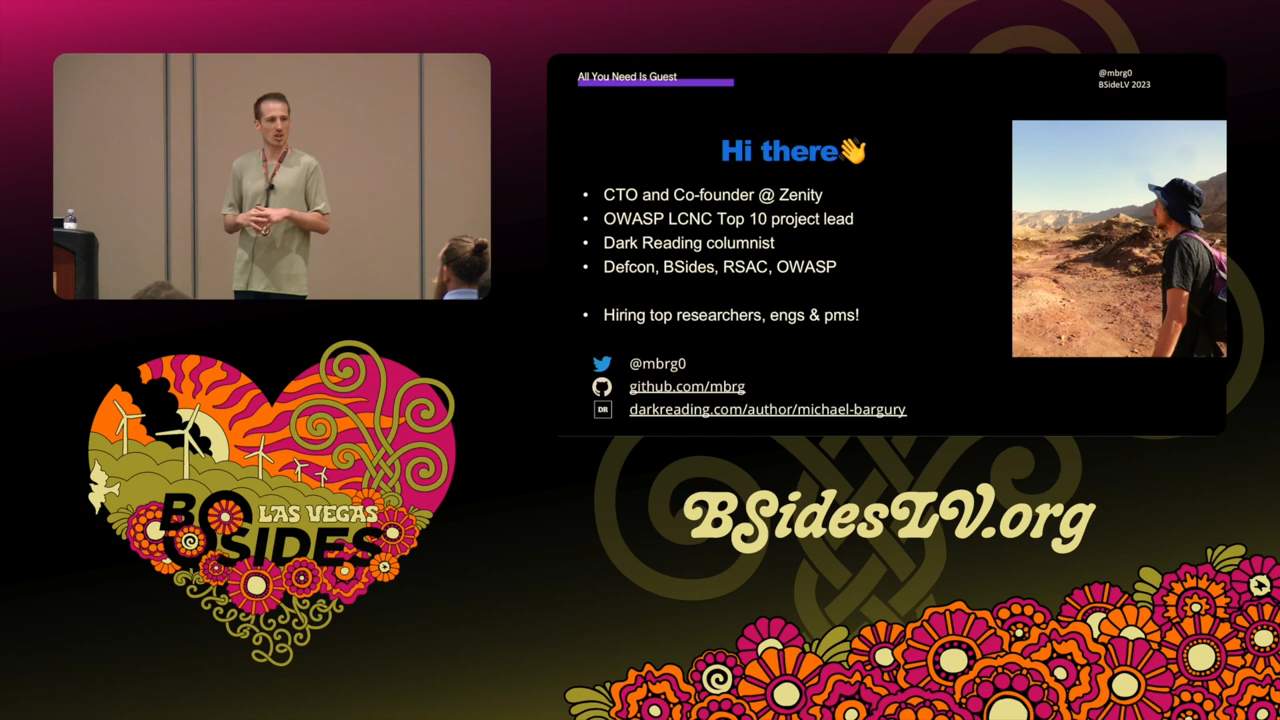 All You Need Is Guest
@mbrg0
BSideLV 2023
Hi there👋
• CTO and Co-founder @ Zenity
• OWASP LCNC Top 10 project lead
• Dark Reading columnist
• Defcon, BSides, RSAC, OWASP
• Hiring top researchers, engs & pms!
@mbrg0
github.com/mbrg
DR
darkreading.com/author/michael-bargury
LAS VEGAS
BSIDES
23
BSidesLV.org